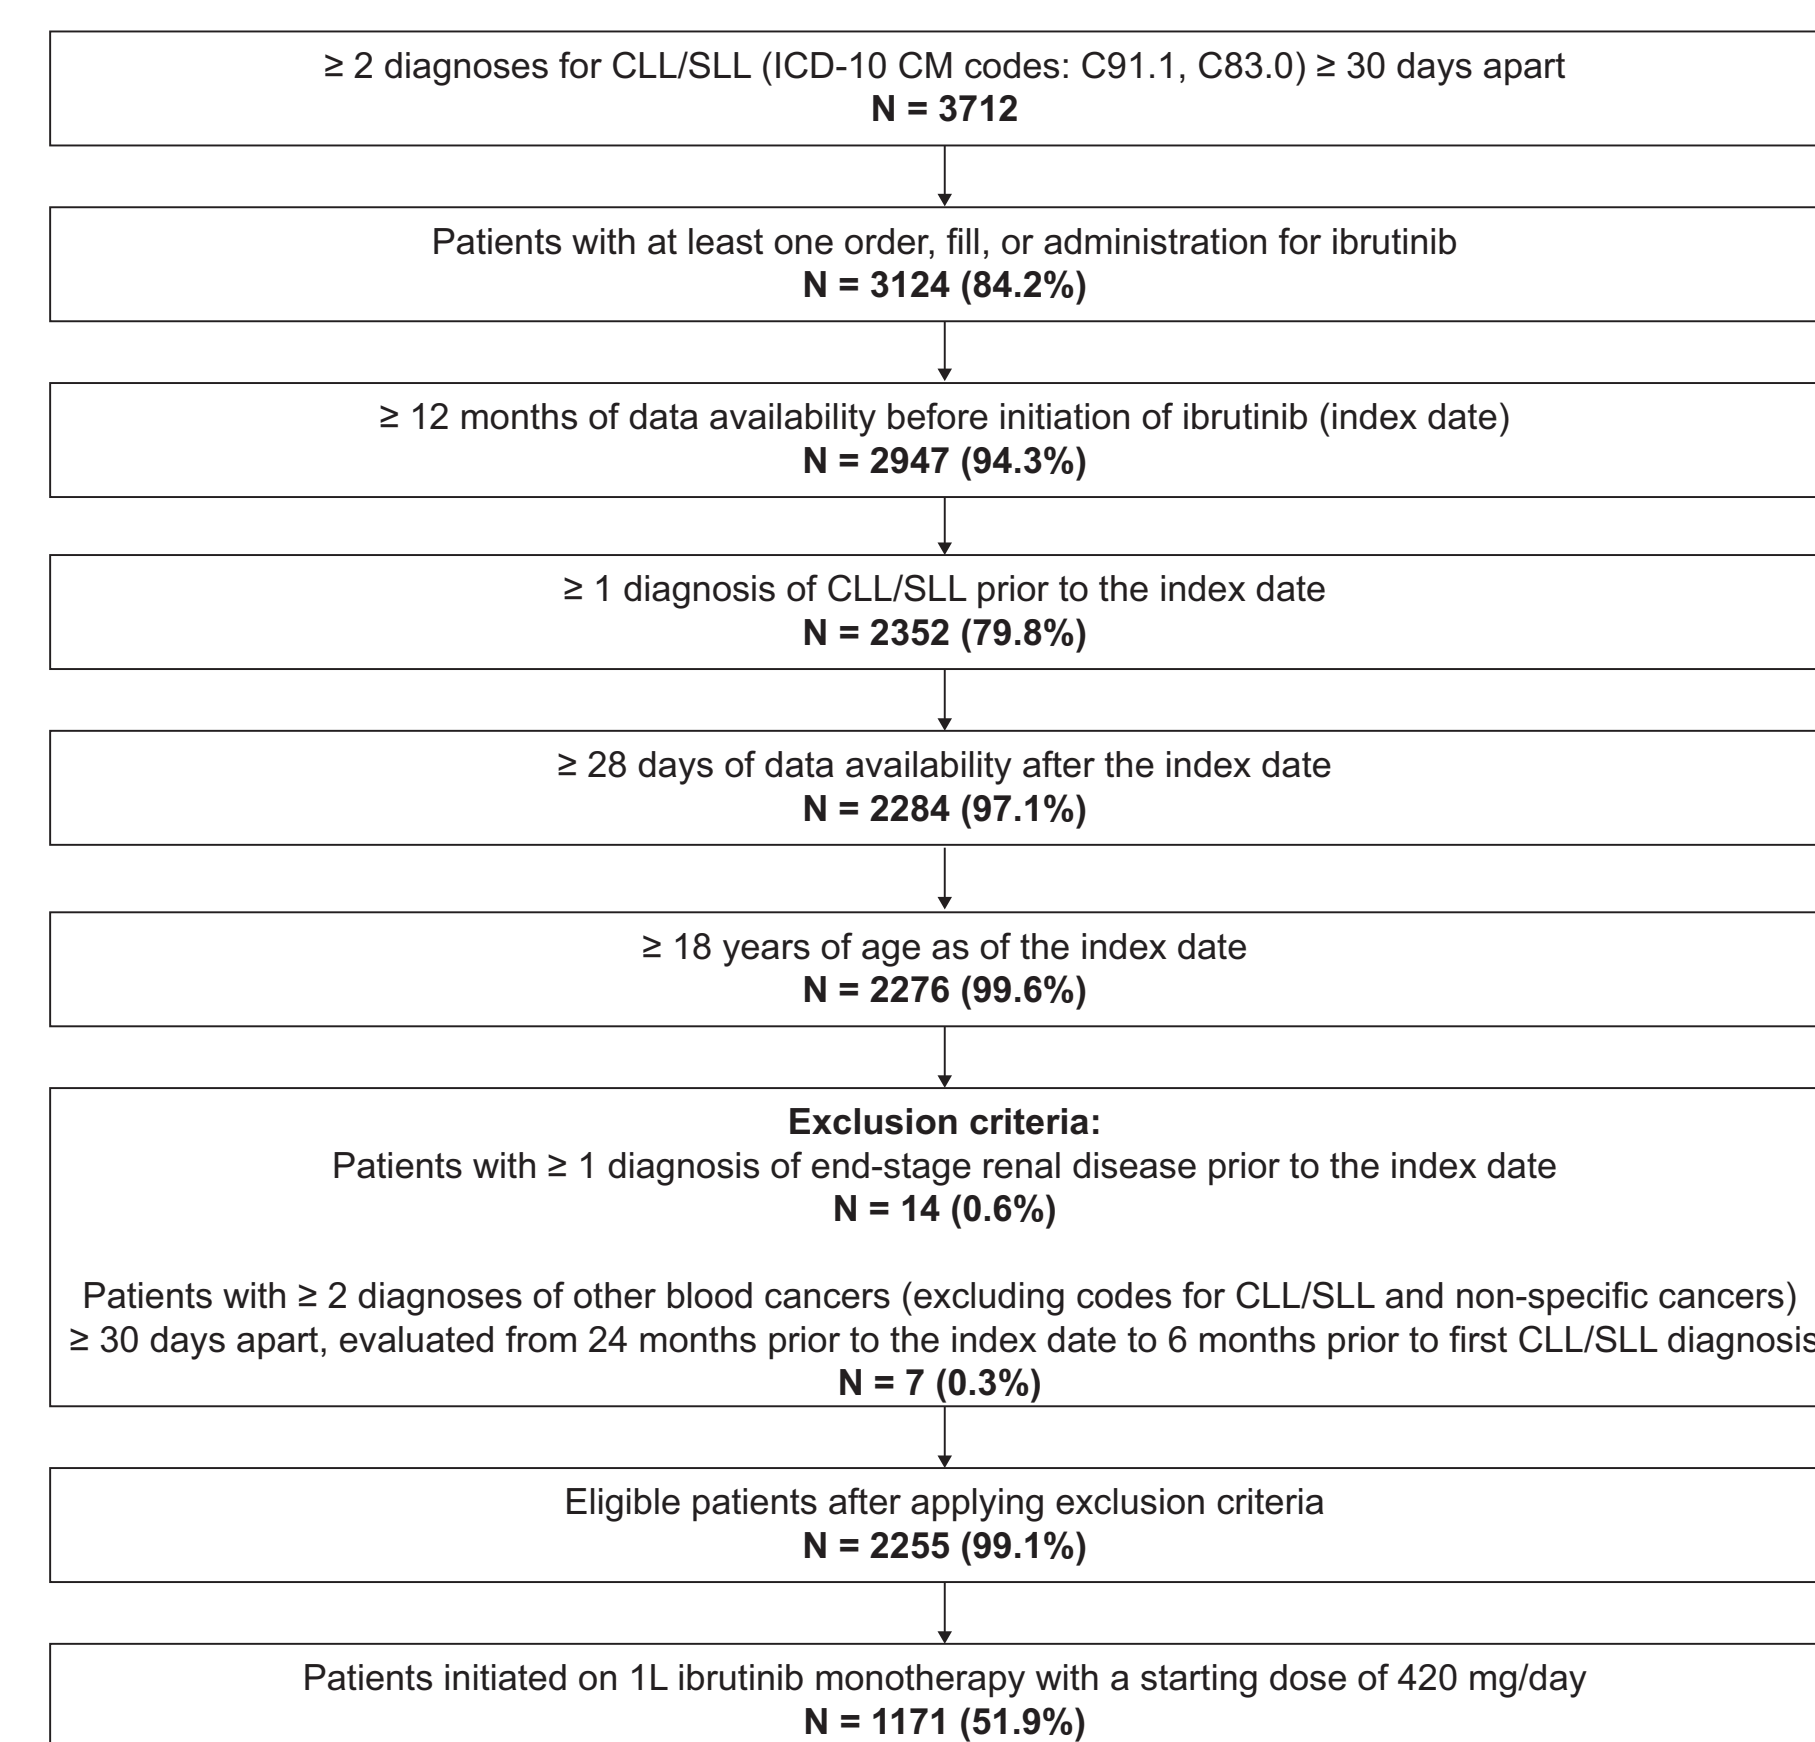 ≥ 2 diagnoses for CLL/SLL (ICD-10 CM codes: C91.1, C83.0) ≥ 30 days apart
N = 3712
Patients with at least one order, fill, or administration for ibrutinib
N = 3124 (84.2%)
≥ 12 months of data availability before initiation of ibrutinib (index date)
N = 2947 (94.3%)
≥ 1 diagnosis of CLL/SLL prior to the index date
N = 2352 (79.8%)
≥ 28 days of data availability after the index date
N = 2284 (97.1%)
≥ 18 years of age as of the index date
N = 2276 (99.6%)
Exclusion criteria:
Patients with ≥ 1 diagnosis of end-stage renal disease prior to the index date
N = 14 (0.6%)
Patients with ≥ 2 diagnoses of other blood cancers (excluding codes for CLL/SLL and non-specific cancers)
≥ 30 days apart, evaluated from 24 months prior to the index date to 6 months prior to first CLL/SLL diagnosis
N = 7 (0.3%)
Eligible patients after applying exclusion criteria
N = 2255 (99.1%)
Patients initiated on 1L ibrutinib monotherapy with a starting dose of 420 mg/day
N = 1171 (51.9%)